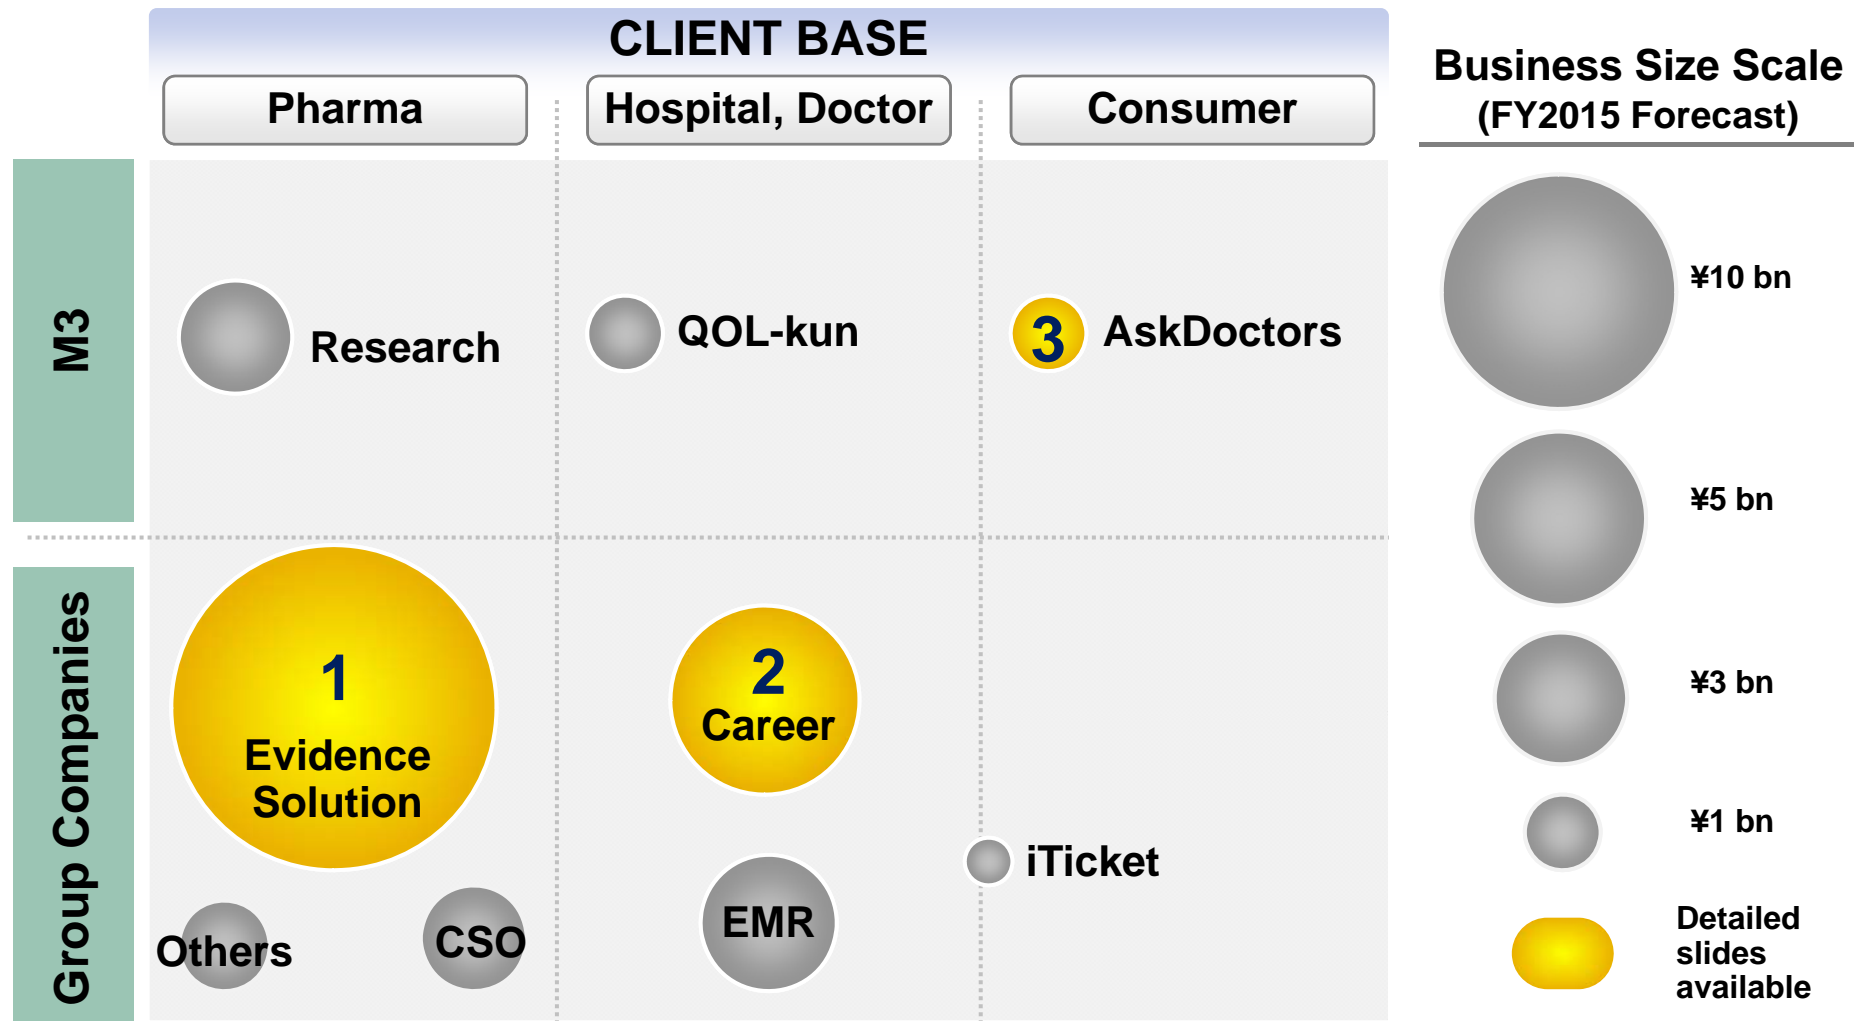 CLIENT BASE
Pharma
Hospital, Doctor
Consumer
Business Size Scale
(FY2015 Forecast)
M3
Research
QOL-kun
3
AskDoctors
¥10 bn
¥5 bn
Group Companies
1
Evidence
Solution
2
Career
¥3 bn
¥1 bn
iTicket
Others
CSO
EMR
Detailed
slides
available